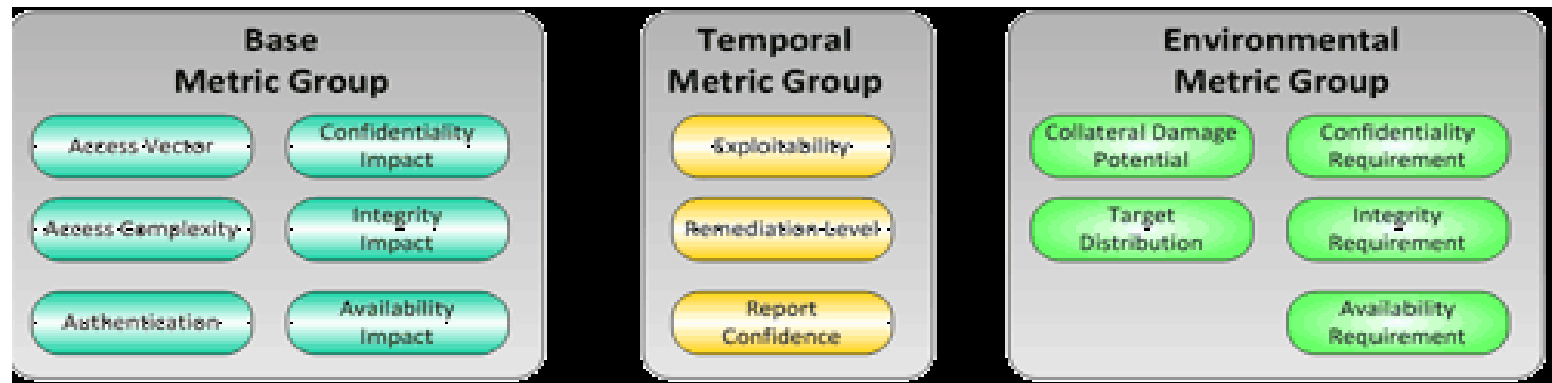 Base
Metric Group
Access Vector
Confidentiality
Impact
Access Complexity
Integrity
Impact
Authentication
Availability
Impact
Temporal
Metric Group
Exploitability
Remediation Level
Report
Confidence
Environmental
Metric Group
Collateral Damage
Potential
Confidentiality
Requirement
Target
Distribution
Integrity
Requirement
Availability
Requirement